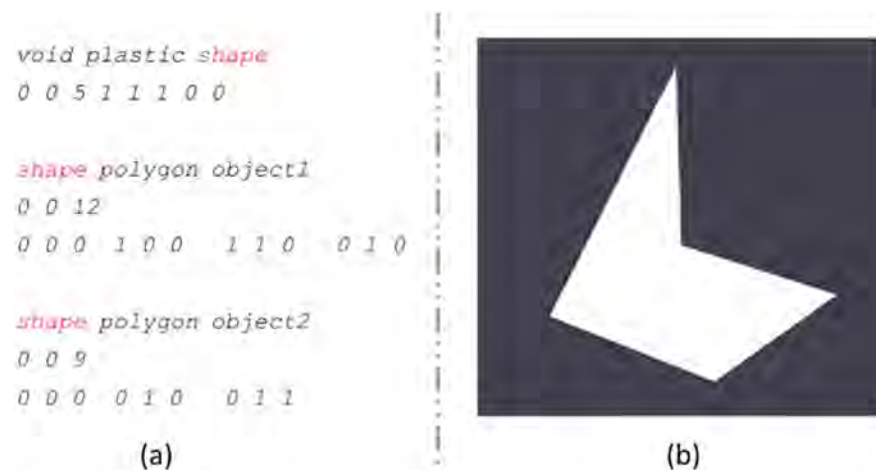 void plastic shape
0 0 5 1 1 1 0 0
shape polygon object1
0 0 12
0 0 0 1 0 0 1 1 0 0 1 0
shape polygon object2
0 0 9
0 0 0 0 1 0 0 1 1
(a)
(b)